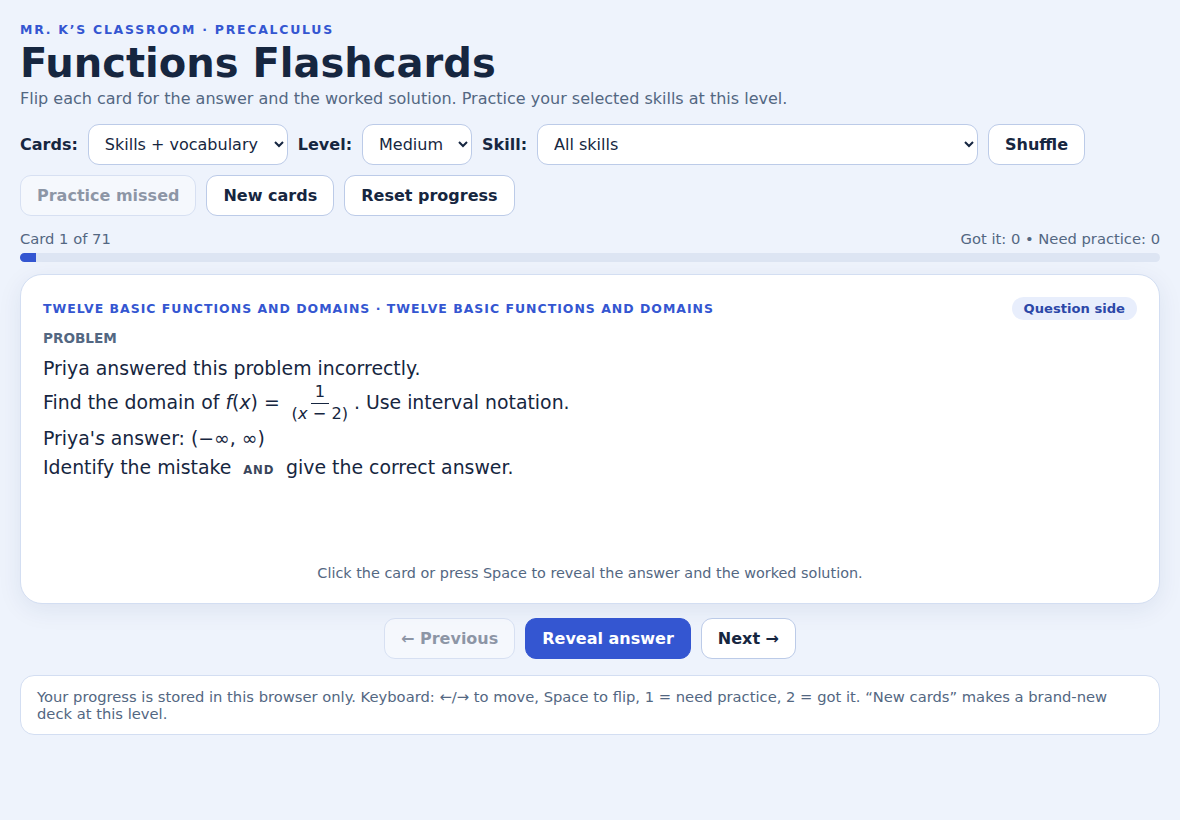 MR. K’S CLASSROOM · PRECALCULUS
Functions Flashcards
Flip each card for the answer and the worked solution. Practice your selected skills at this level.
Cards: Skills + vocabulary Level: Medium Skill: All skills Shuffle
Practice missed New cards Reset progress
Card 1 of 71 Got it: 0 • Need practice: 0
TWELVE BASIC FUNCTIONS AND DOMAINS · TWELVE BASIC FUNCTIONS AND DOMAINS Question side
PROBLEM
Priya answered this problem incorrectly.
Find the domain of f(x) = 1/(x − 2). Use interval notation.
Priya's answer: (−∞, ∞)
Identify the mistake AND give the correct answer.
Click the card or press Space to reveal the answer and the worked solution.
← Previous Reveal answer Next →
Your progress is stored in this browser only. Keyboard: ←/→ to move, Space to flip, 1 = need practice, 2 = got it. “New cards” makes a brand-new
deck at this level.